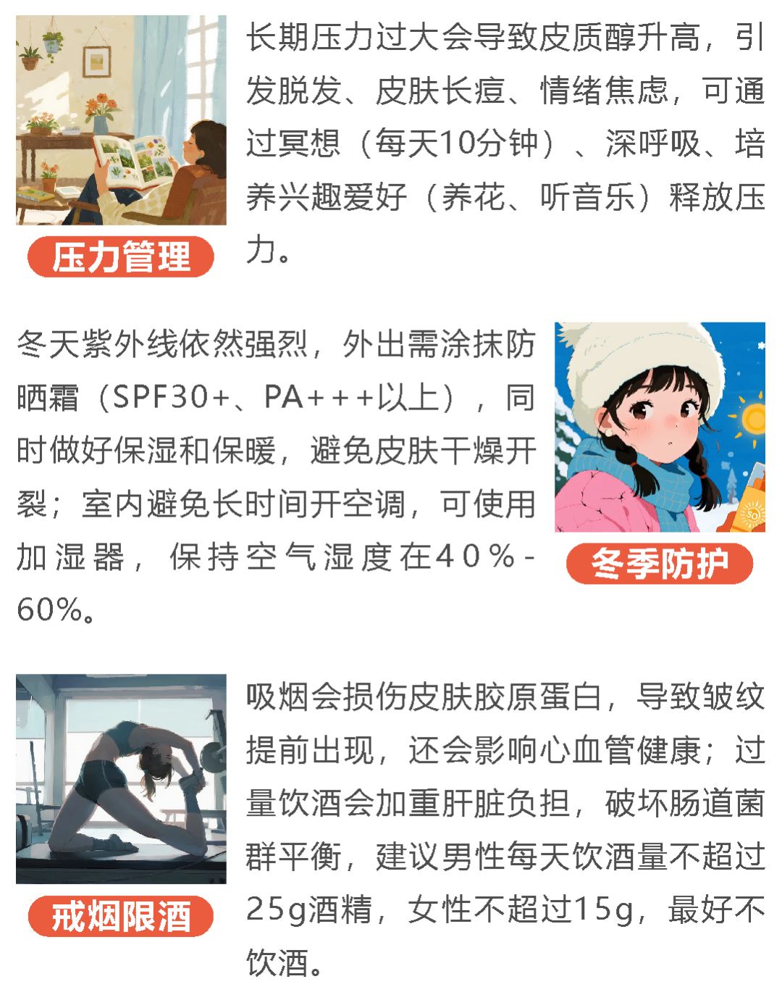 长期压力过大会导致皮质醇升高，引
发脱发、皮肤长痘、情绪焦虑，可通
过冥想（每天10分钟）、深呼吸、培
养兴趣爱好（养花、听音乐）释放压
力。
压力管理
冬天紫外线依然强烈，外出需涂抹防
晒霜（SPF30+、PA+++以上），同
时做好保湿和保暖，避免皮肤干燥开
裂；室内避免长时间开空调，可使用
加湿器，保持空气湿度在40%-
60%。
SO
冬季防护
吸烟会损伤皮肤胶原蛋白，导致皱纹
提前出现，还会影响心血管健康；过
量饮酒会加重肝脏负担，破坏肠道菌
群平衡，建议男性每天饮酒量不超过
25g酒精，女性不超过15g，最好不
饮酒。
戒烟限酒